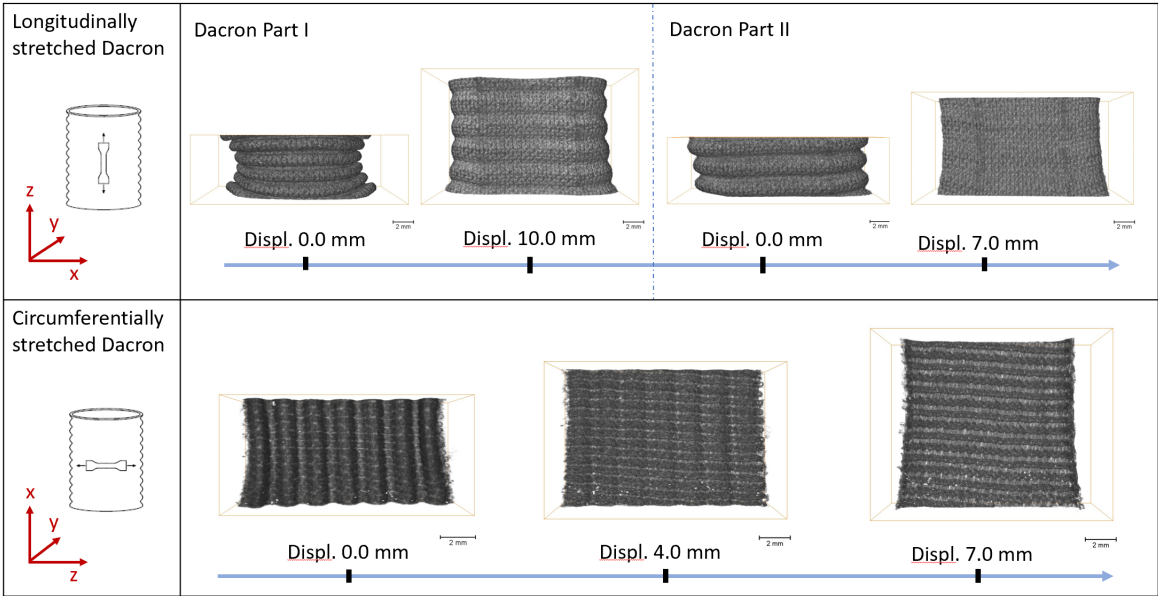 Longitudinally
stretched Dacron
z
y
x
Dacron Part I
Dacron Part II
2 mm
2 mm
2 mm
2 mm
Displ. 0.0 mm
Displ. 10.0 mm
Displ. 0.0 mm
Displ. 7.0 mm
Circumferentially
stretched Dacron
x
y
z
2 mm
2 mm
2 mm
Displ. 0.0 mm
Displ. 4.0 mm
Displ. 7.0 mm